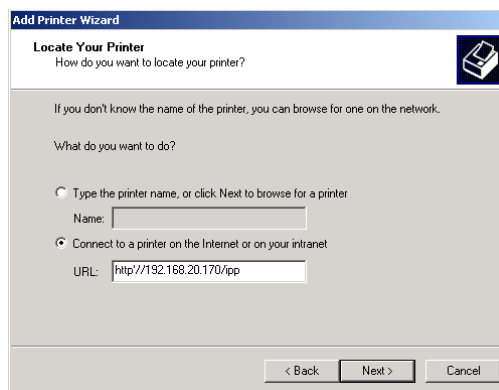 Add Printer Wizard
Locate Your Printer
How do you want to locate your printer?
If you don't know the name of the printer, you can browse for one on the network.
What do you want to do?
Type the printer name, or click Next to browse for a printer
Name:
Connect to a printer on the Internet or on your intranet
URL: http'//192.168.20.170/ipp
< Back Next > Cancel